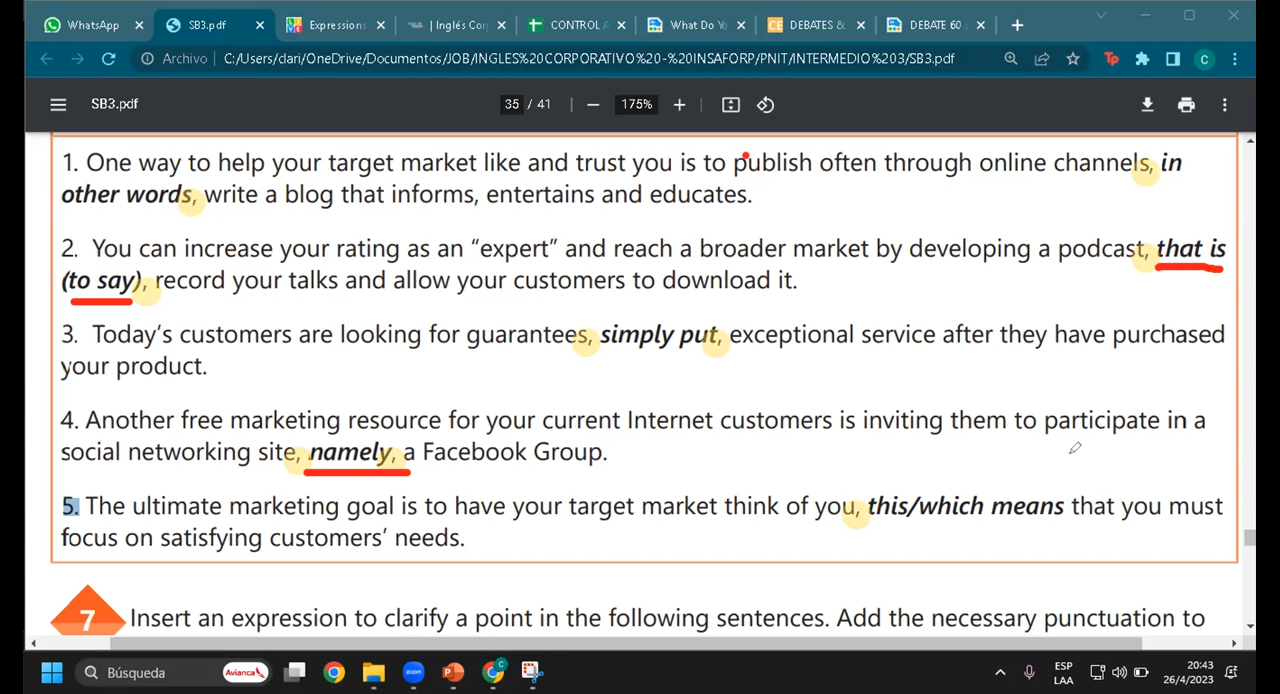 WhatsApp
SB3.pdf
Expressions
| Inglés Cor
CONTROL A
What Do Yo
DEBATES &
DEBATE 60
Archivo | C:/Users/clari/OneDrive/Documentos/JOB/INGLES%20CORPORATIVO%20-%20INSAFORP/PNIT/INTERMEDIO%203/SB3.pdf
SB3.pdf
35 / 41
175%
1. One way to help your target market like and trust you is to publish often through online channels, in
other words, write a blog that informs, entertains and educates.
2. You can increase your rating as an “expert” and reach a broader market by developing a podcast, that is
(to say), record your talks and allow your customers to download it.
3. Today’s customers are looking for guarantees, simply put, exceptional service after they have purchased
your product.
4. Another free marketing resource for your current Internet customers is inviting them to participate in a
social networking site, namely, a Facebook Group.
5. The ultimate marketing goal is to have your target market think of you, this/which means that you must
focus on satisfying customers’ needs.
7 Insert an expression to clarify a point in the following sentences. Add the necessary punctuation to
Búsqueda
Avianca
zoom
ESP
LAA
20:43
26/4/2023